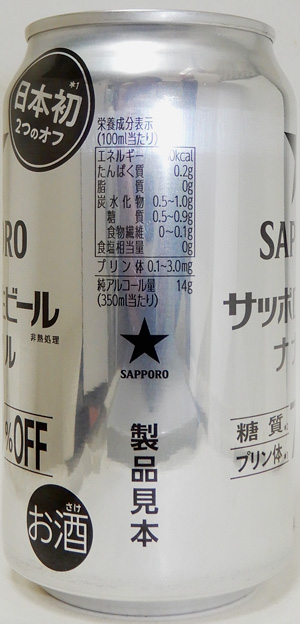 日本初*1
2つのオフ
栄養成分表示
(100ml当たり)
エネルギー 0kcal
たんぱく質 0.2g
脂質 0g
炭水化物 0.5~1.0g
糖質 0.5~0.9g
食物繊維 0~0.1g
食塩相当量 0g
プリン体 0.1~3.0mg
純アルコール量 14g
(350ml当たり)
SAPPORO
製品見本
RO
ビール
非熱処理
ル
%OFF
さけ
お酒
SAP
サッポ
ナ
糖質
プリン体